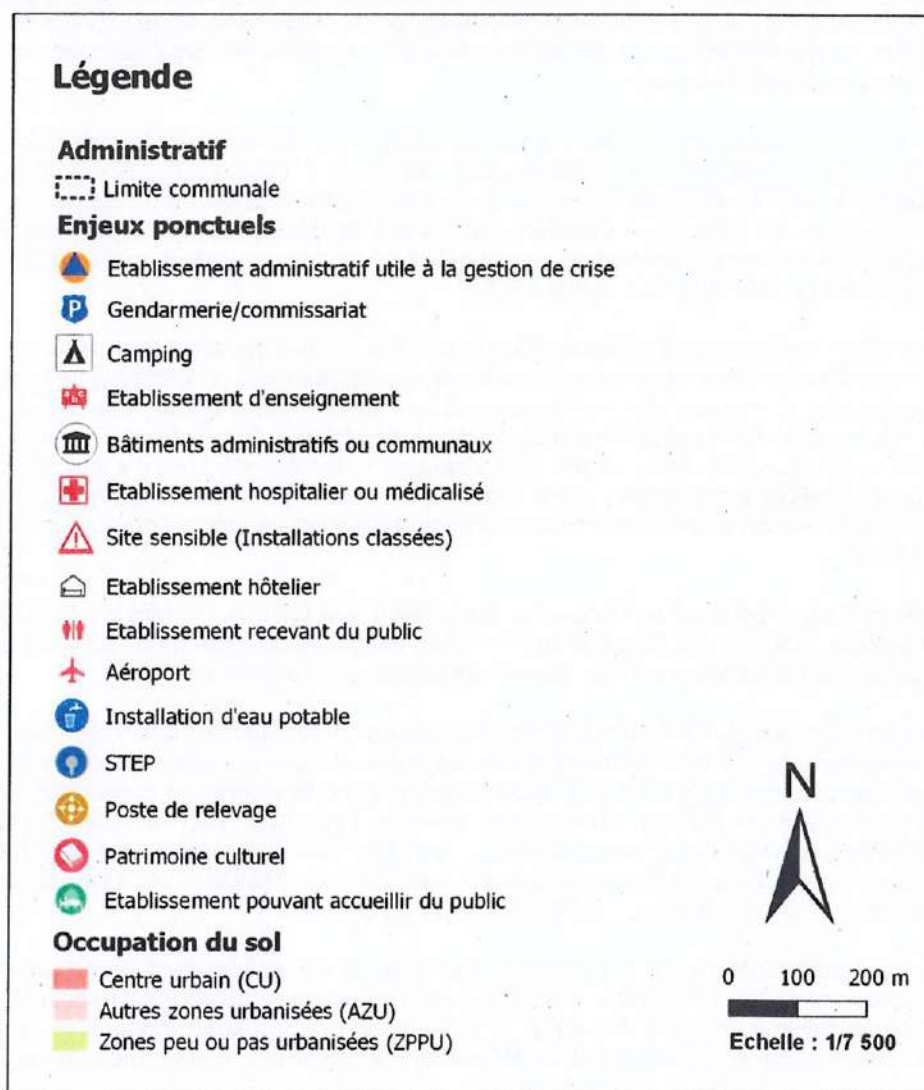 Légende
Administratif
Limite communale
Enjeux ponctuels
Etablissement administratif utile à la gestion de crise
P Gendarmerie/commissariat
Camping
Etablissement d'enseignement
Bâtiments administratifs ou communaux
Etablissement hospitalier ou médicalisé
Site sensible (Installations classées)
Etablissement hôtelier
Etablissement recevant du public
Aéroport
Installation d'eau potable
STEP
Poste de relevage
Patrimoine culturel
Etablissement pouvant accueillir du public
Occupation du sol
Centre urbain (CU)
Autres zones urbanisées (AZU)
Zones peu ou pas urbanisées (ZPPU)
N
0 100 200 m
Echelle : 1/7 500